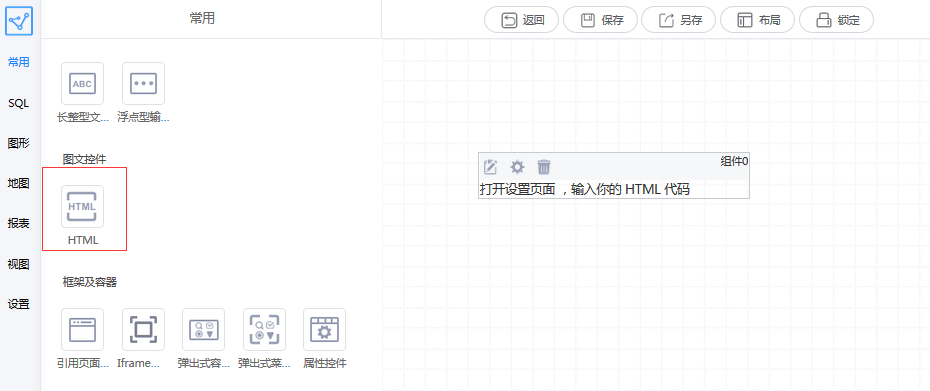 常用
返回
保存
另存
布局
锁定
常用
SQL
图形
地图
报表
视图
设置
ABC
长整型文...
浮点型输...
图文控件
HTML
HTML
框架及容器
引用页面...
Iframe...
弹出式容...
弹出式菜...
属性控件
组件0
打开设置页面 ，输入你的 HTML 代码